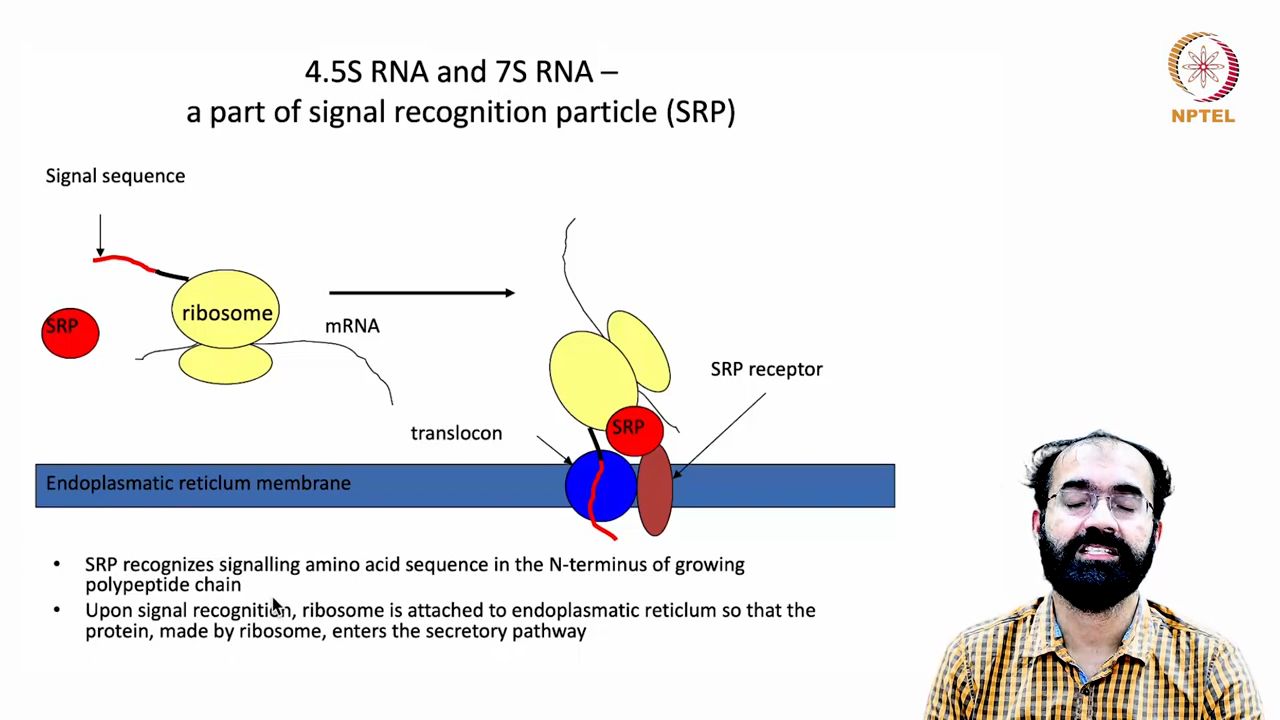 4.5S RNA and 7S RNA –
a part of signal recognition particle (SRP)
NPTEL
Signal sequence
SRP
ribosome
mRNA
SRP receptor
translocon
SRP
Endoplasmatic reticlum membrane
• SRP recognizes signalling amino acid sequence in the N-terminus of growing
polypeptide chain
• Upon signal recognition, ribosome is attached to endoplasmatic reticlum so that the
protein, made by ribosome, enters the secretory pathway